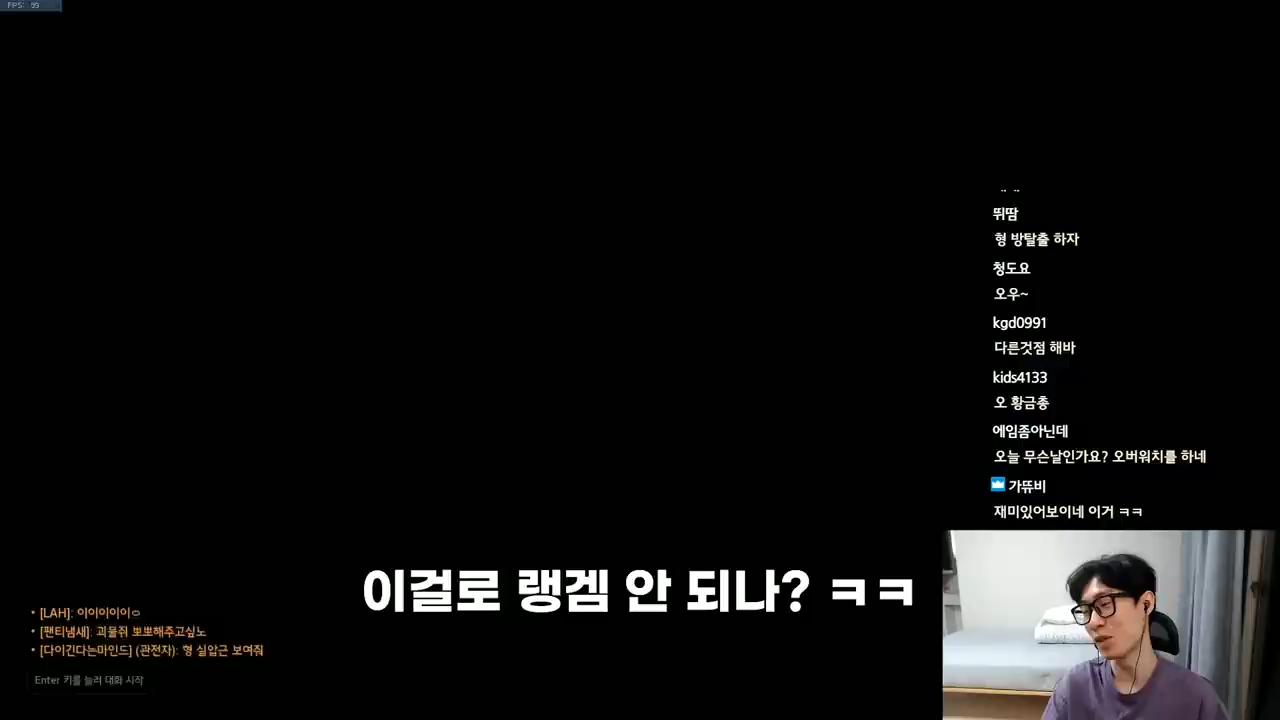 FPS: 99
뛰땀
형 방탈출 하자
청도요
오우~
kgd0991
다른것점 해바
kids4133
오 황금총
에임좀아닌데
오늘 무슨날인가요? 오버워치를 하네
가뜌비
재미있어보이네 이거 ㅋㅋ
이걸로 랭겜 안 되나? ㅋㅋ
• [LAH]: 이이이이이ㅇ
• [팬티냄새]: 괴물쥐 뽀뽀해주고싶노
• [다이긴다는마인드] (관전자): 형 실압근 보여줘
Enter 키를 눌러 대화 시작